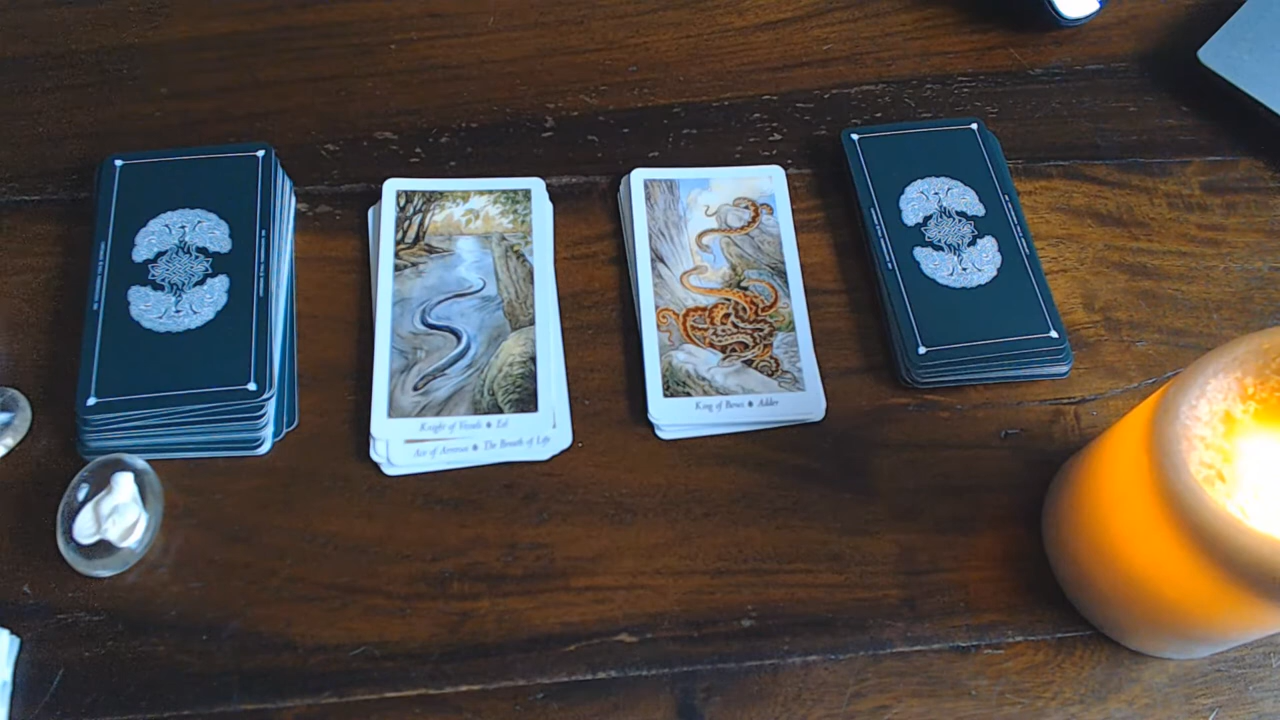 Knight of Vessels ♦ Eel
Ace of Arrows ♦ The Breath of Life
King of Bows ♦ Adder